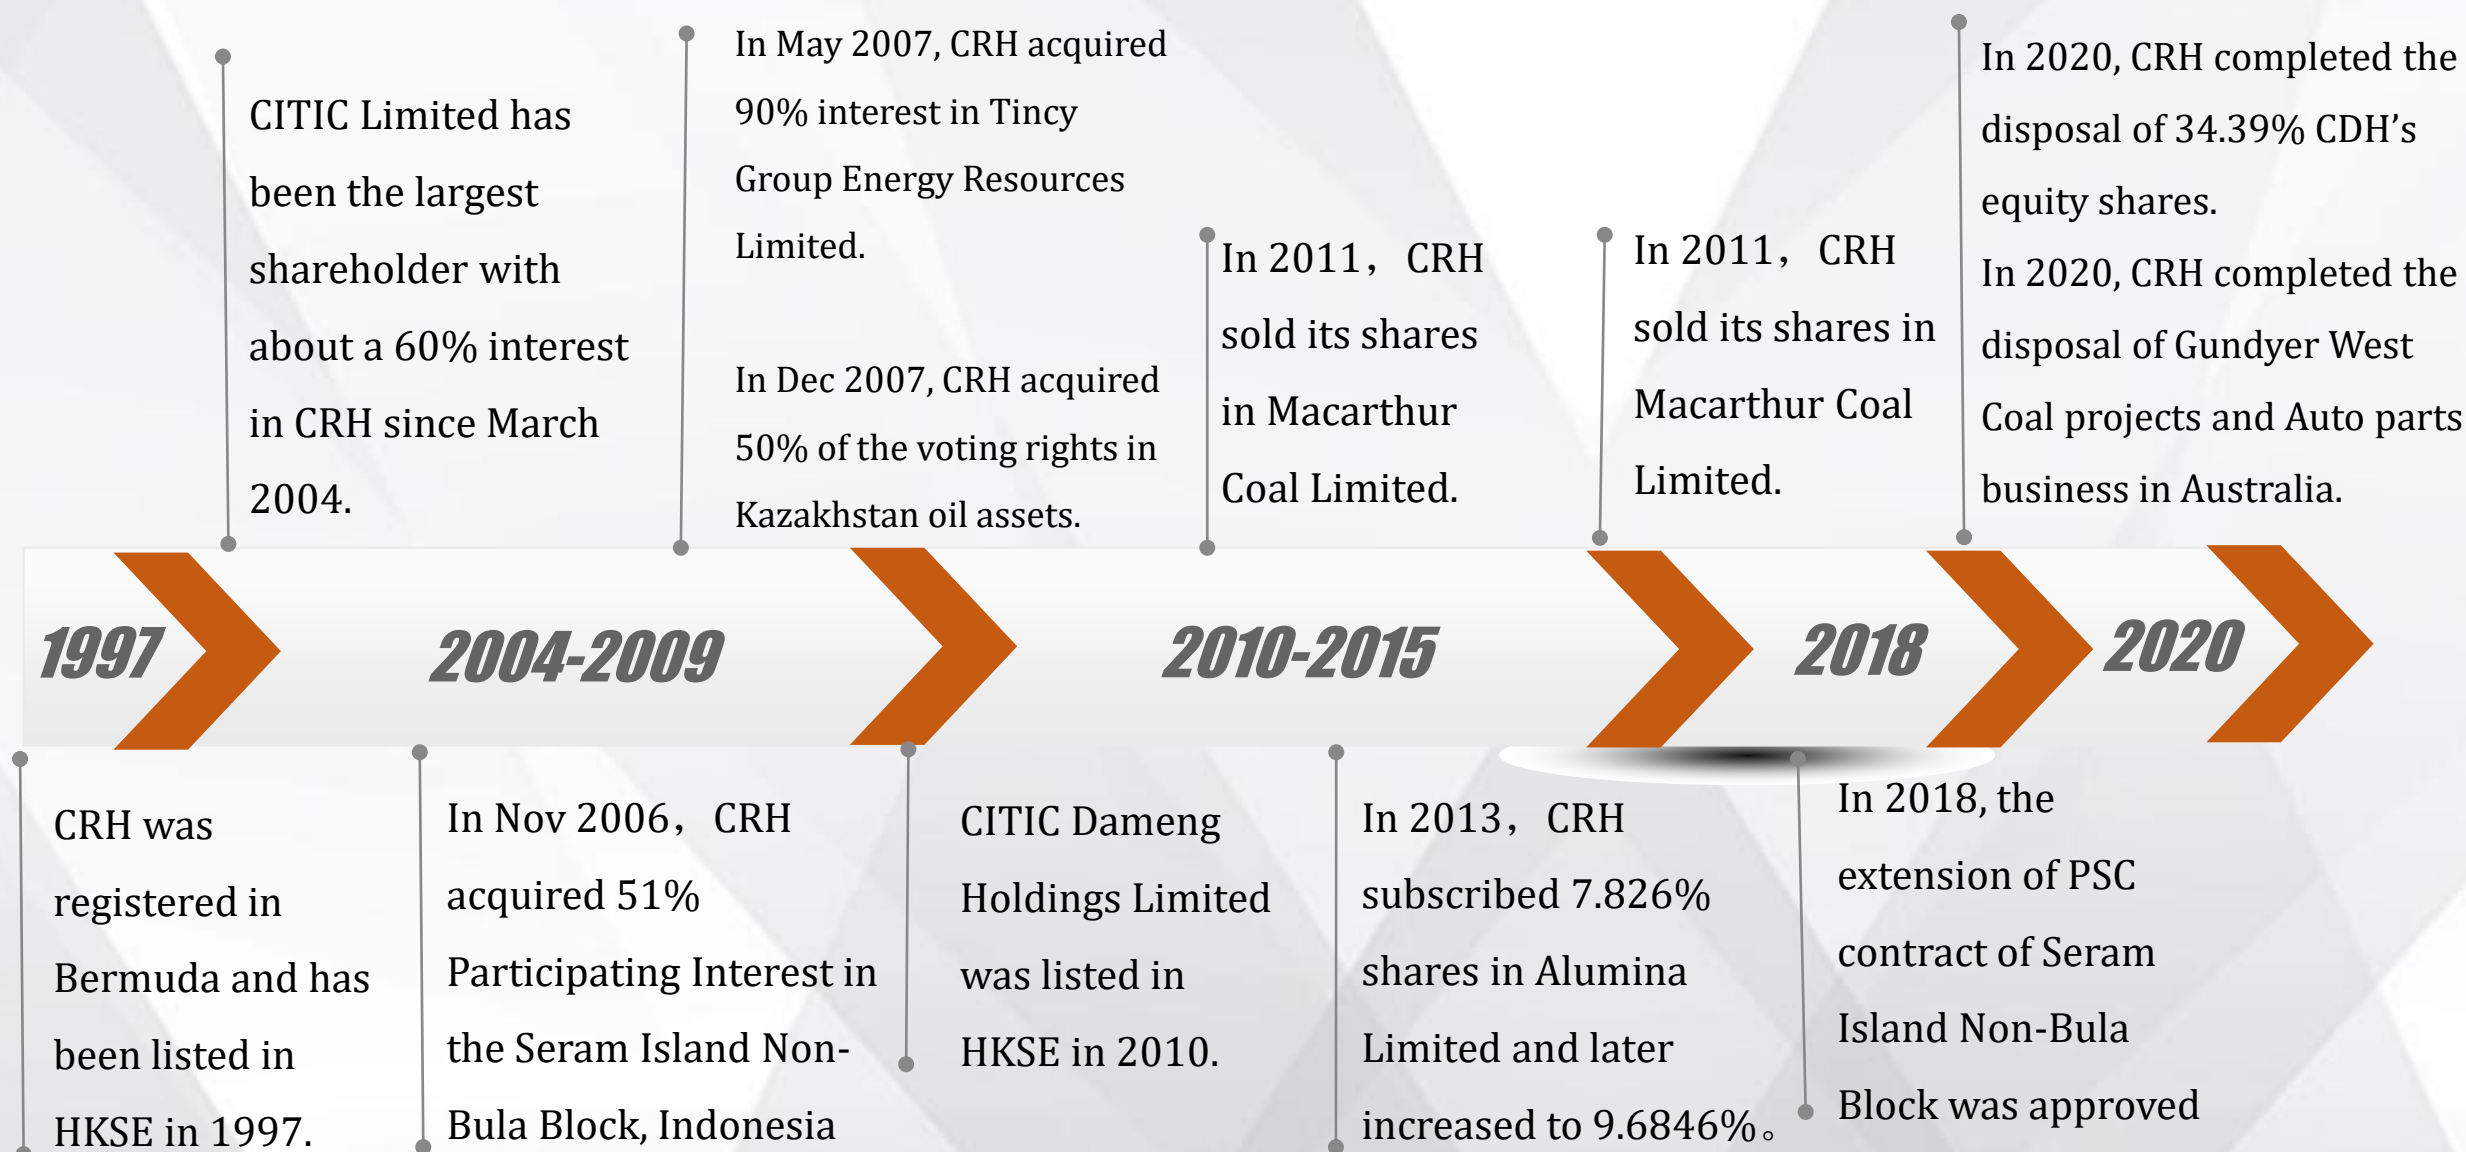 CITIC Limited has
been the largest
shareholder with
about a 60% interest
in CRH since March
2004.
In May 2007, CRH acquired
90% interest in Tincy
Group Energy Resources
Limited.
In Dec 2007, CRH acquired
50% of the voting rights in
Kazakhstan oil assets.
In 2011， CRH
sold its shares
in Macarthur
Coal Limited.
In 2011， CRH
sold its shares in
Macarthur Coal
Limited.
In 2020, CRH completed the
disposal of 34.39% CDH’s
equity shares.
In 2020, CRH completed the
disposal of Gundyer West
Coal projects and Auto parts
business in Australia.
1997
2004-2009
2010-2015
2018
2020
CRH was
registered in
Bermuda and has
been listed in
HKSE in 1997.
In Nov 2006， CRH
acquired 51%
Participating Interest in
the Seram Island Non-
Bula Block, Indonesia
CITIC Dameng
Holdings Limited
was listed in
HKSE in 2010.
In 2013， CRH
subscribed 7.826%
shares in Alumina
Limited and later
increased to 9.6846%。
In 2018, the
extension of PSC
contract of Seram
Island Non-Bula
Block was approved